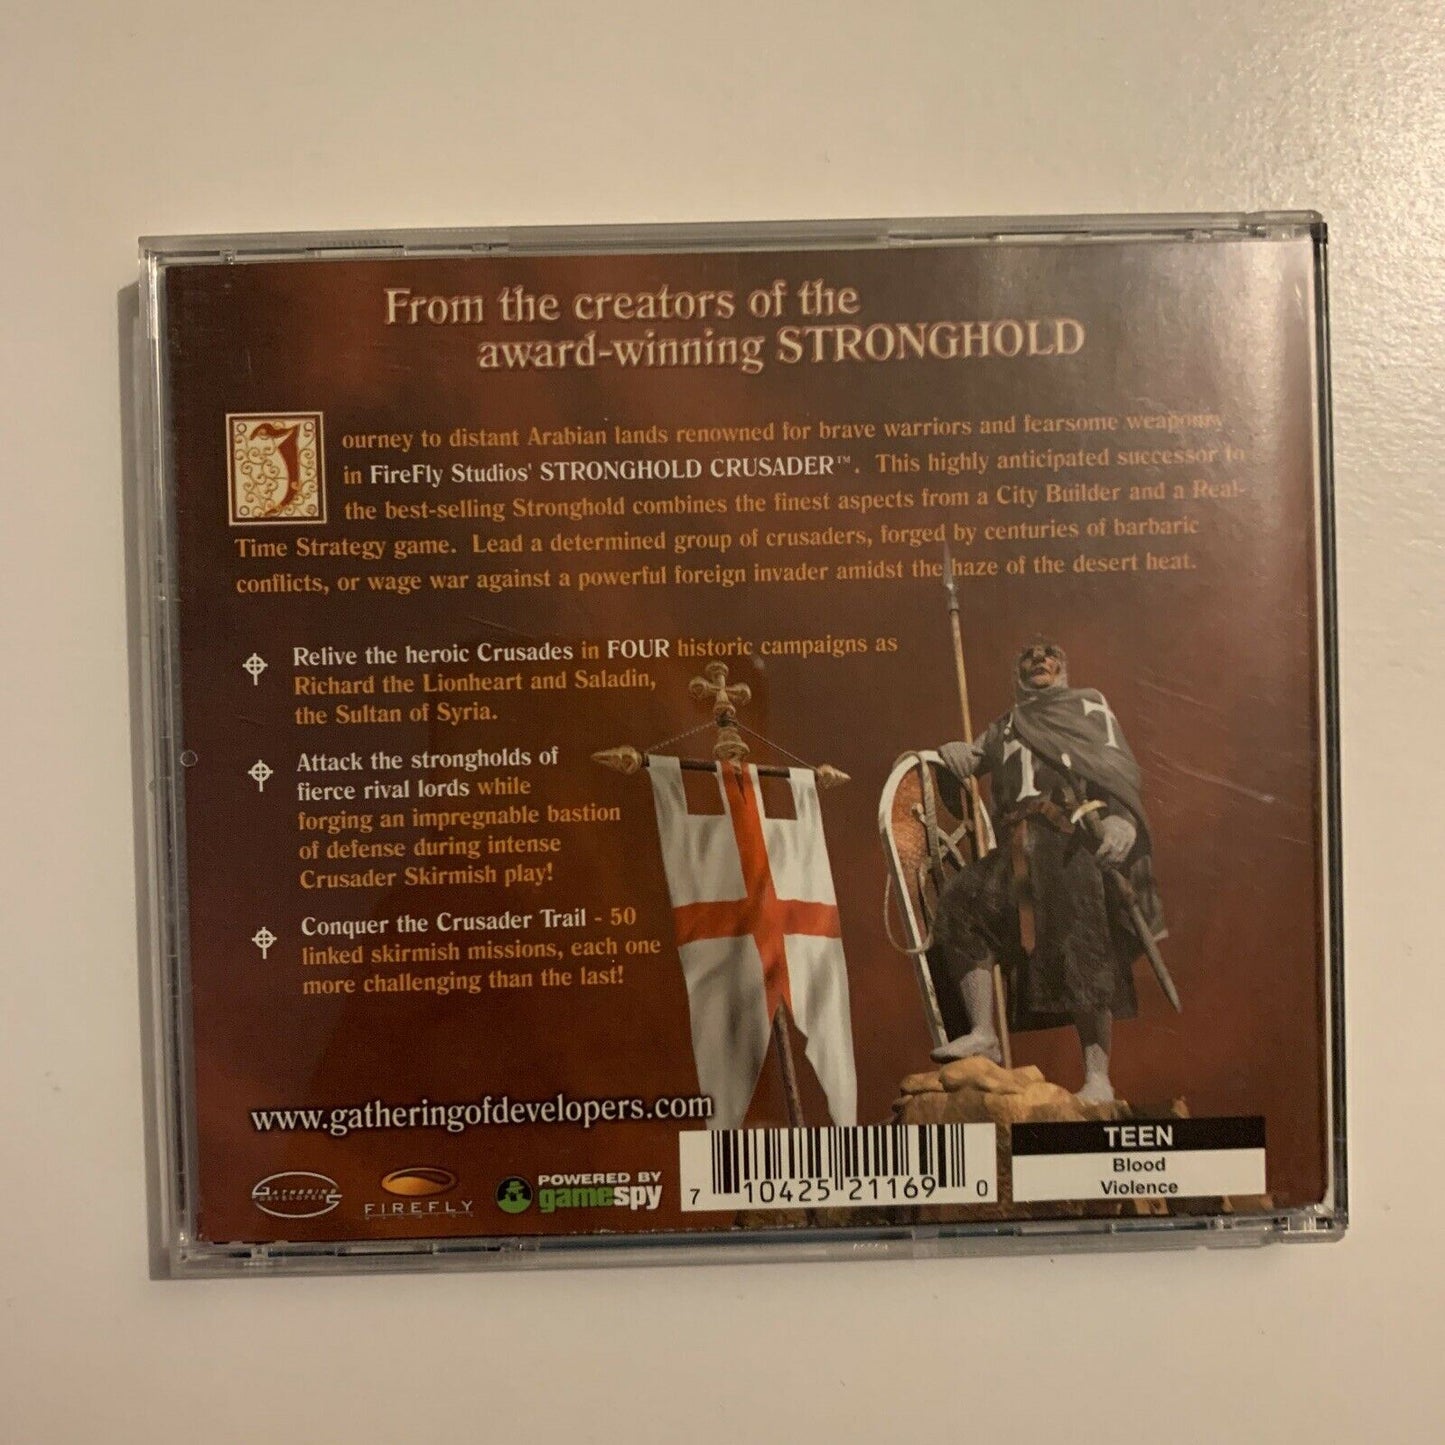 From the creators of the
award-winning STRONGHOLD
Journey to distant Arabian lands renowned for brave warriors and fearsome weaponry
in FireFly Studios' STRONGHOLD CRUSADER™. This highly anticipated successor to
the best-selling Stronghold combines the finest aspects from a City Builder and a Real-
Time Strategy game. Lead a determined group of crusaders, forged by centuries of barbaric
conflicts, or wage war against a powerful foreign invader amidst the haze of the desert heat.
Relive the heroic Crusades in FOUR historic campaigns as
Richard the Lionheart and Saladin,
the Sultan of Syria.
Attack the strongholds of
fierce rival lords while
forging an impregnable bastion
of defense during intense
Crusader Skirmish play!
Conquer the Crusader Trail - 50
linked skirmish missions, each one
more challenging than the last!
www.gatheringofdevelopers.com
GATHERING
DEVELOPERS
FIREFLY
POWERED BY
gamespy
7 10425 21169 0
TEEN
Blood
Violence